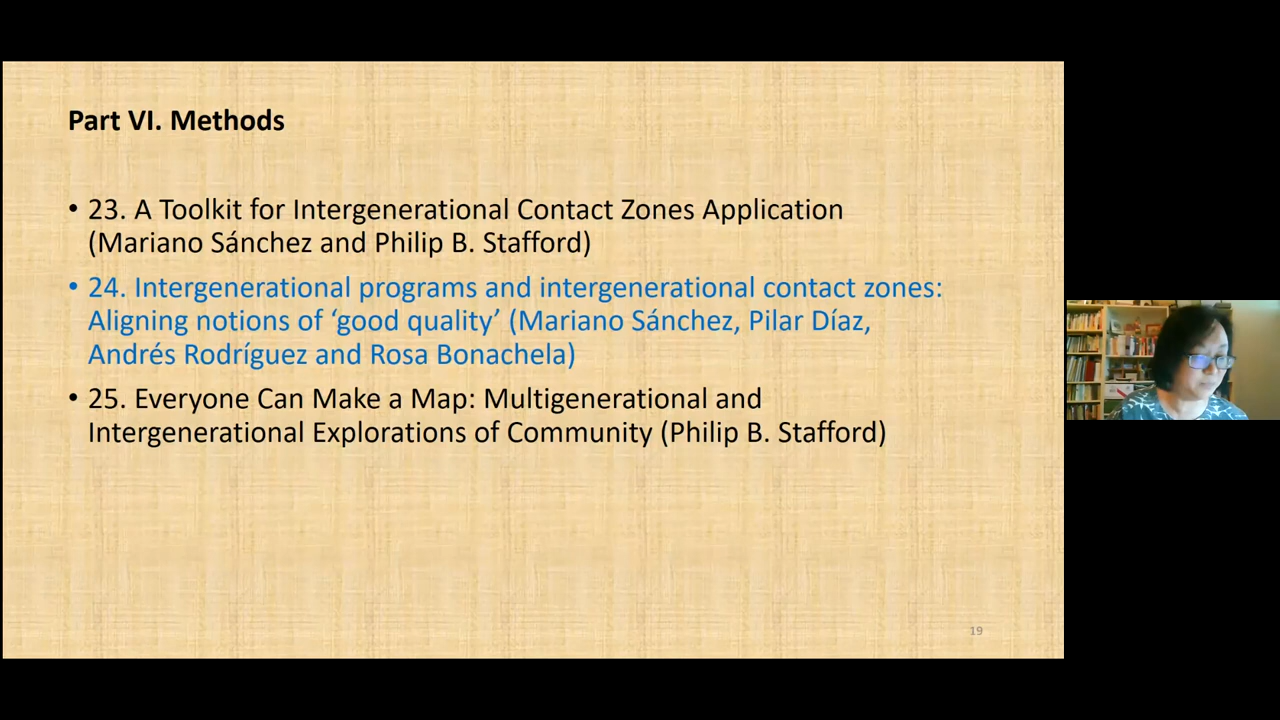 Part VI. Methods
• 23. A Toolkit for Intergenerational Contact Zones Application
(Mariano Sánchez and Philip B. Stafford)
• 24. Intergenerational programs and intergenerational contact zones:
Aligning notions of ‘good quality’ (Mariano Sánchez, Pilar Díaz,
Andrés Rodríguez and Rosa Bonachela)
• 25. Everyone Can Make a Map: Multigenerational and
Intergenerational Explorations of Community (Philip B. Stafford)
19